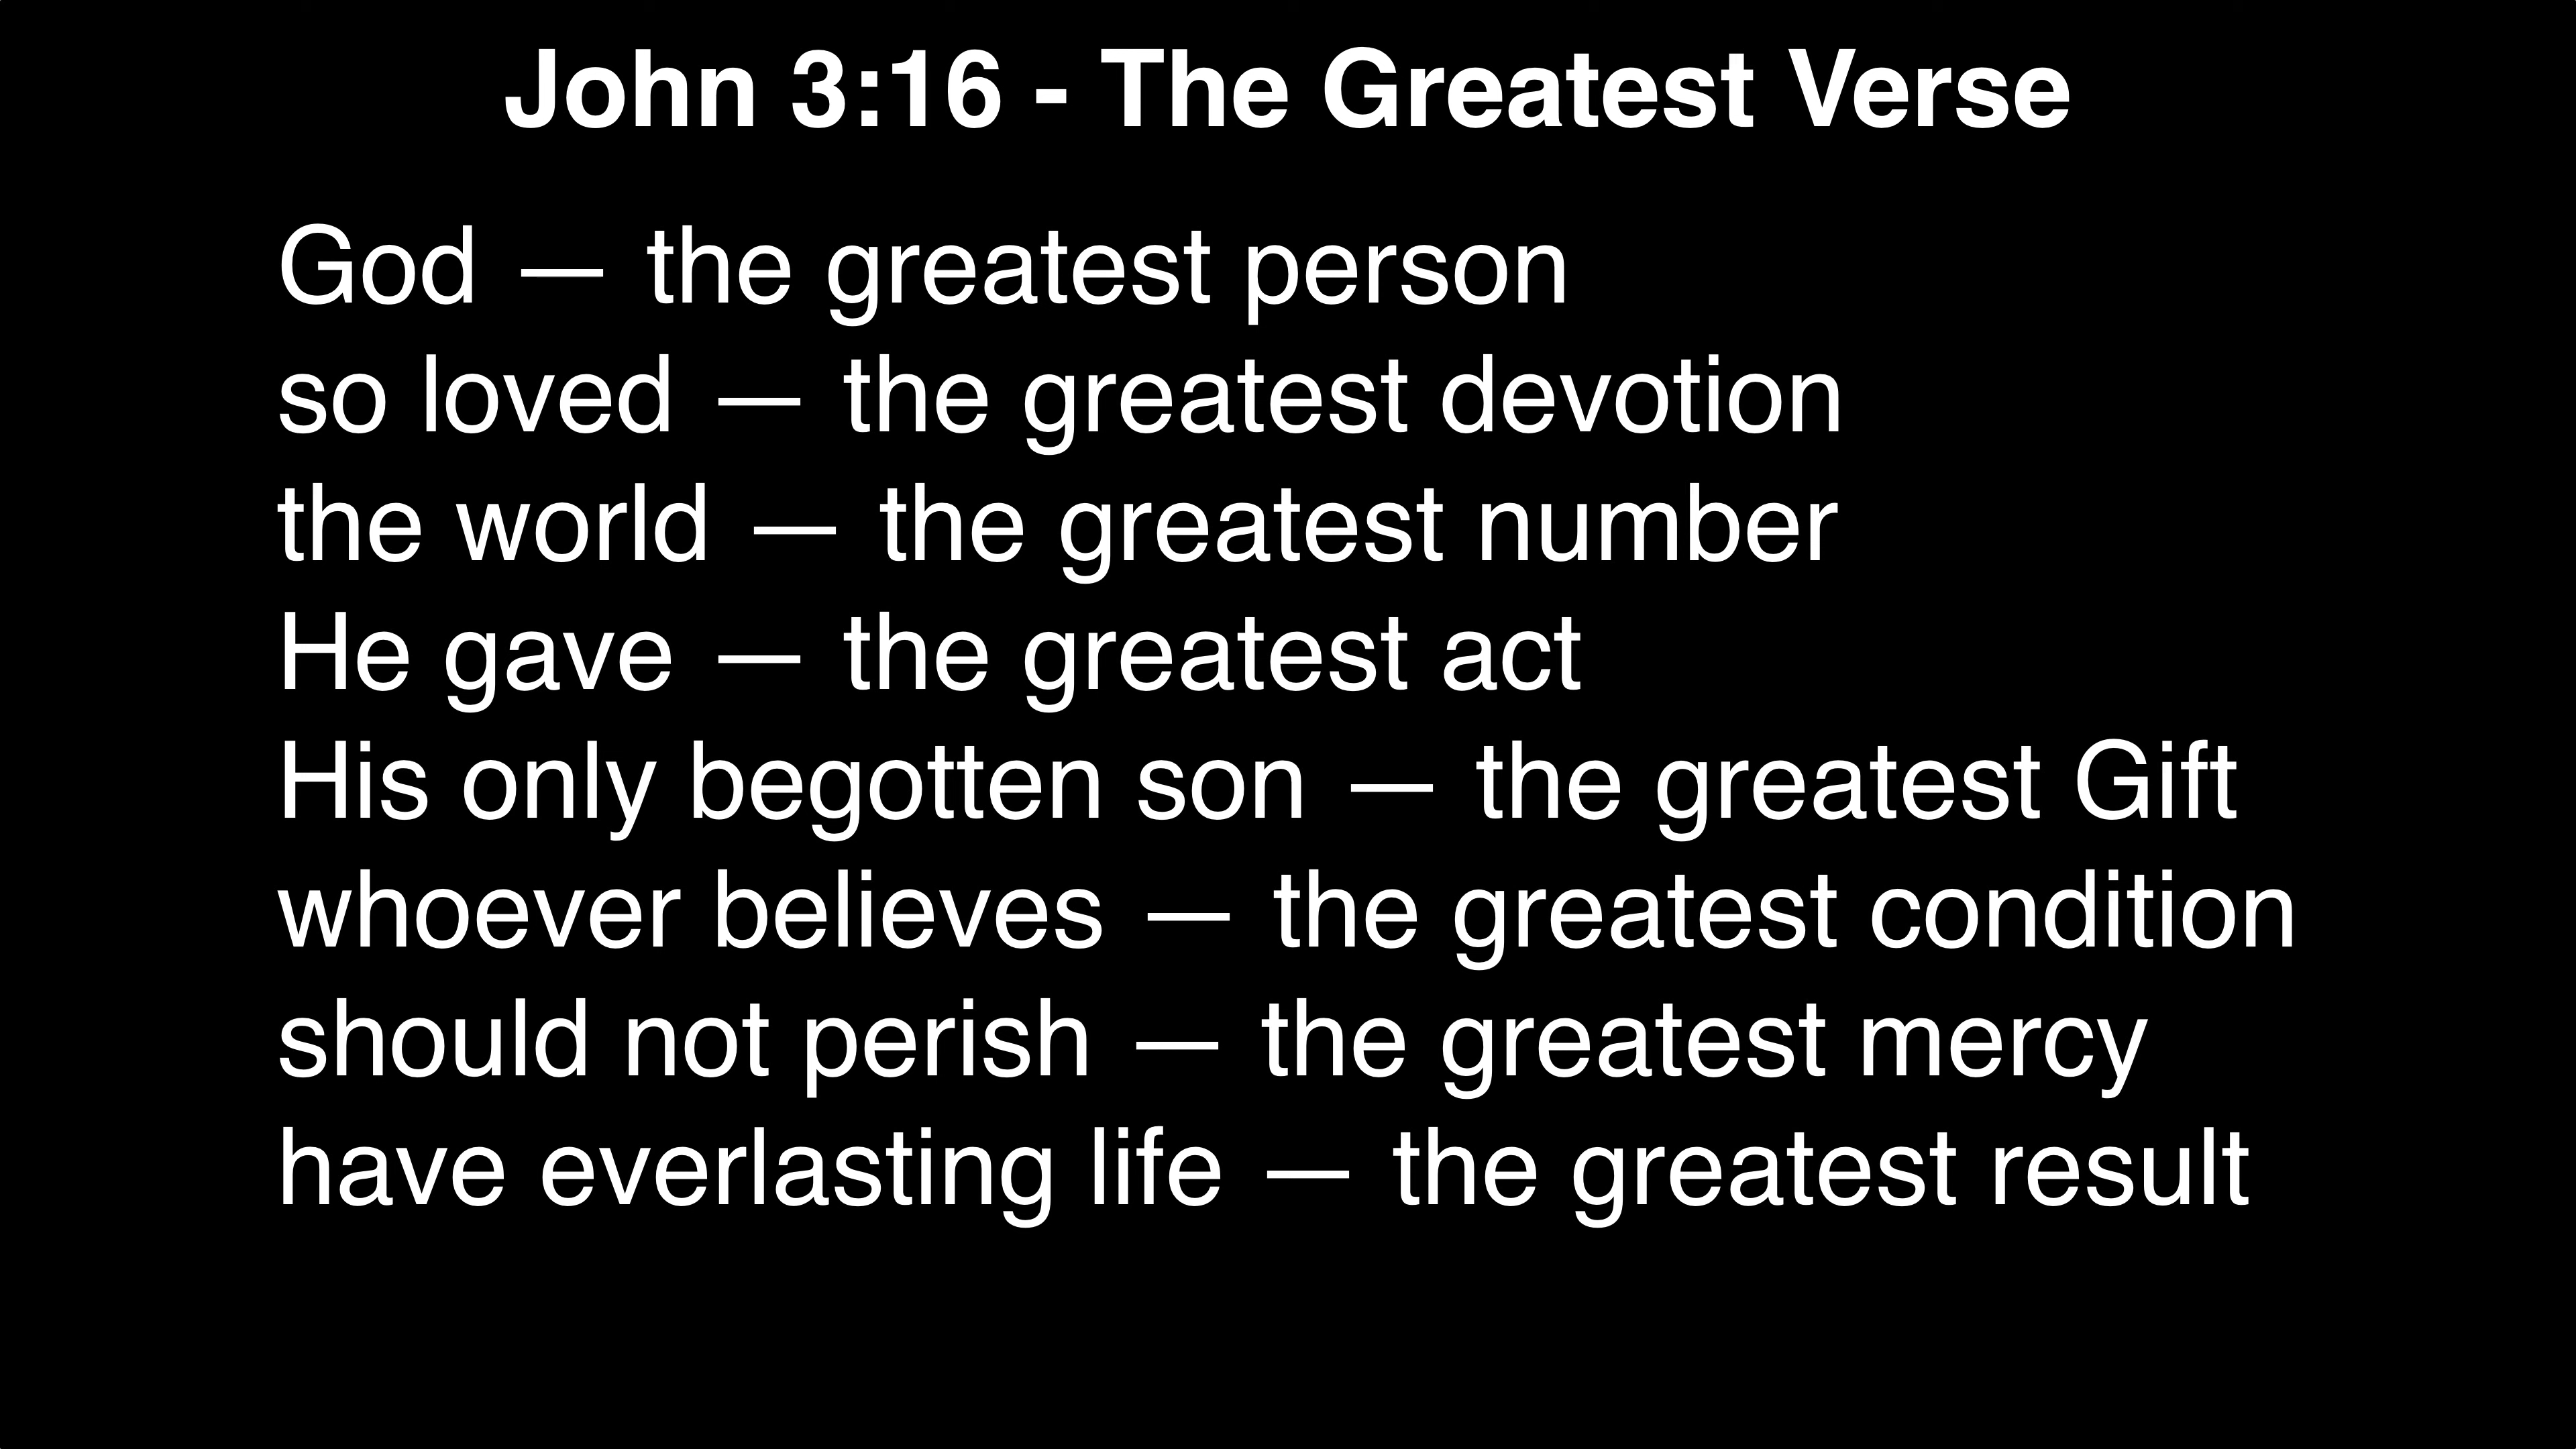 John 3:16 - The Greatest Verse
God — the greatest person
so loved — the greatest devotion
the world — the greatest number
He gave — the greatest act
His only begotten son — the greatest Gift
whoever believes — the greatest condition
should not perish — the greatest mercy
have everlasting life — the greatest result